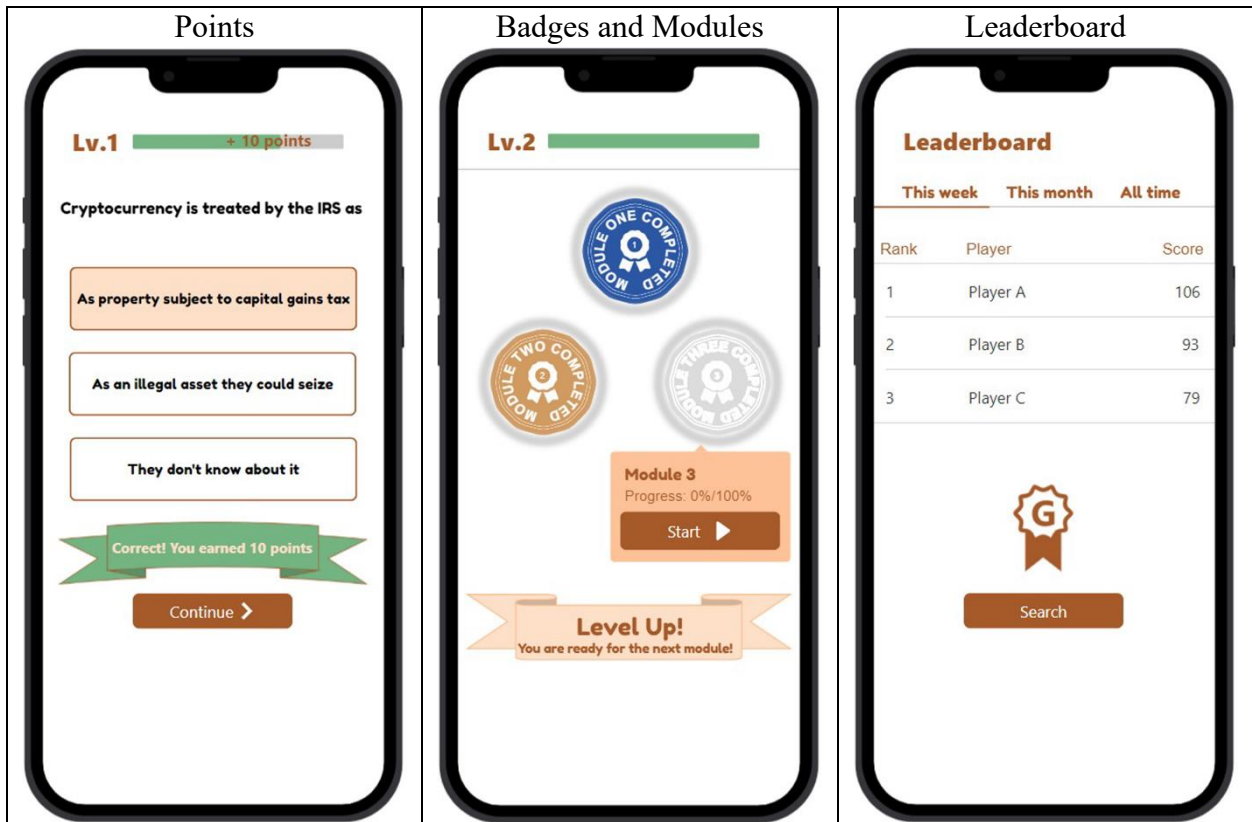 Points
Lv.1
+ 10 points
Cryptocurrency is treated by the IRS as
As property subject to capital gains tax
As an illegal asset they could seize
They don't know about it
Correct! You earned 10 points
Continue
Badges and Modules
Lv.2
MODULE ONE COMPLETED
1
MODULE TWO COMPLETED
2
MODULE THREE COMPLETED
3
Module 3
Progress: 0%/100%
Start
Level Up!
You are ready for the next module!
Leaderboard
Leaderboard
This week This month All time
Rank Player Score
1 Player A 106
2 Player B 93
3 Player C 79
G
Search